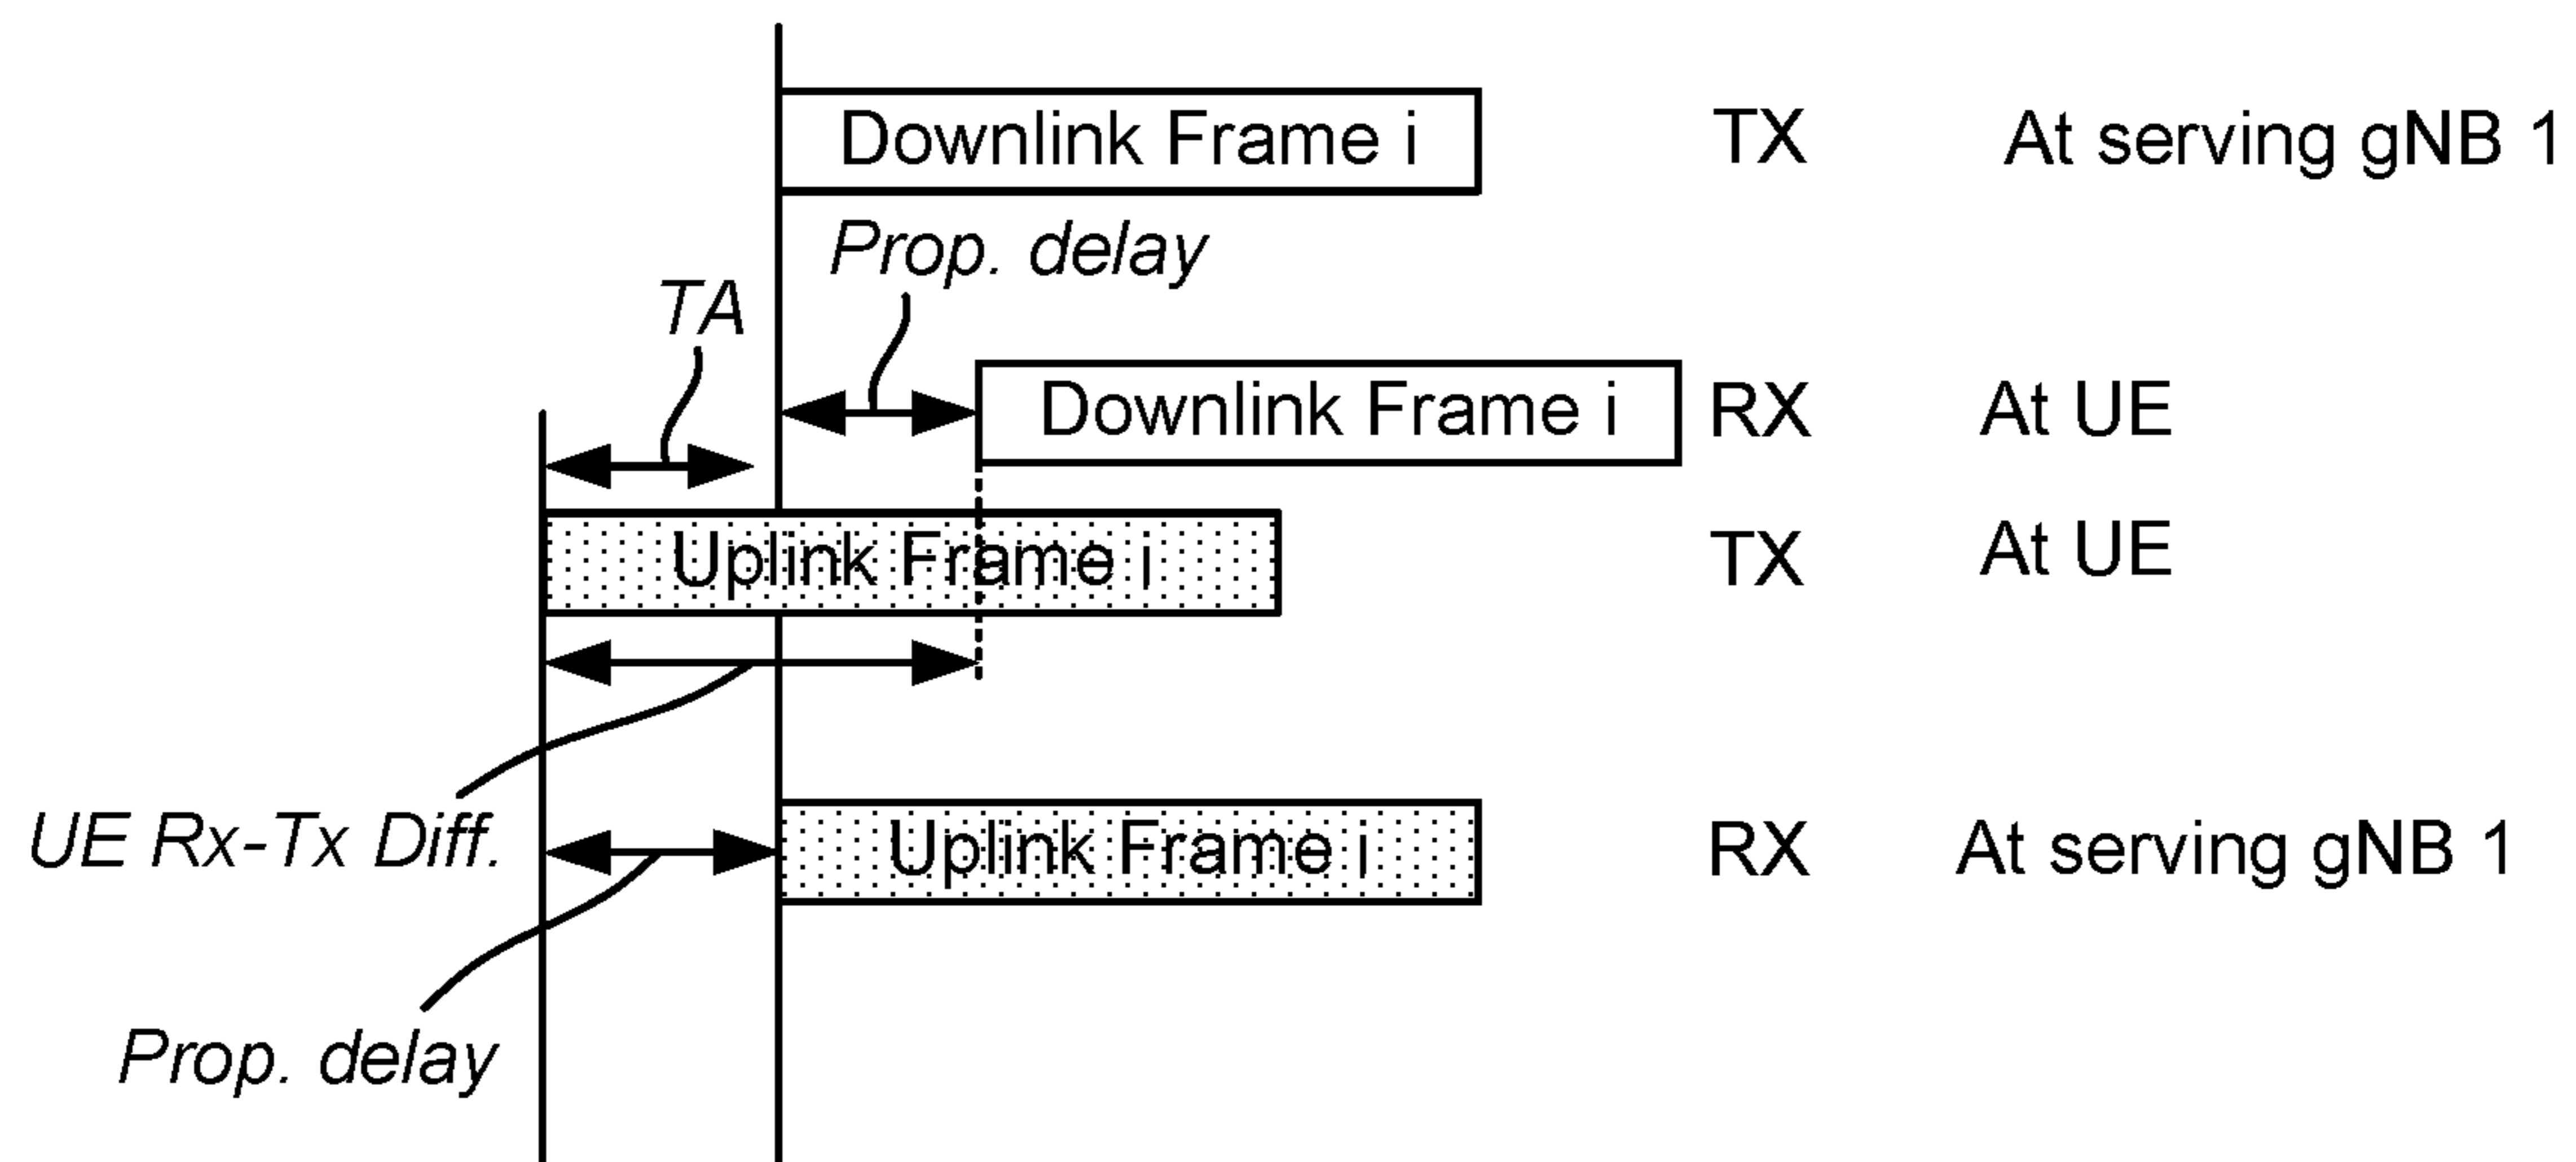 Downlink Frame i TX At serving gNB 1
Prop. delay
TA
Downlink Frame i RX At UE
Uplink Frame i TX At UE
UE Rx-Tx Diff.
Uplink Frame i RX At serving gNB 1
Prop. delay